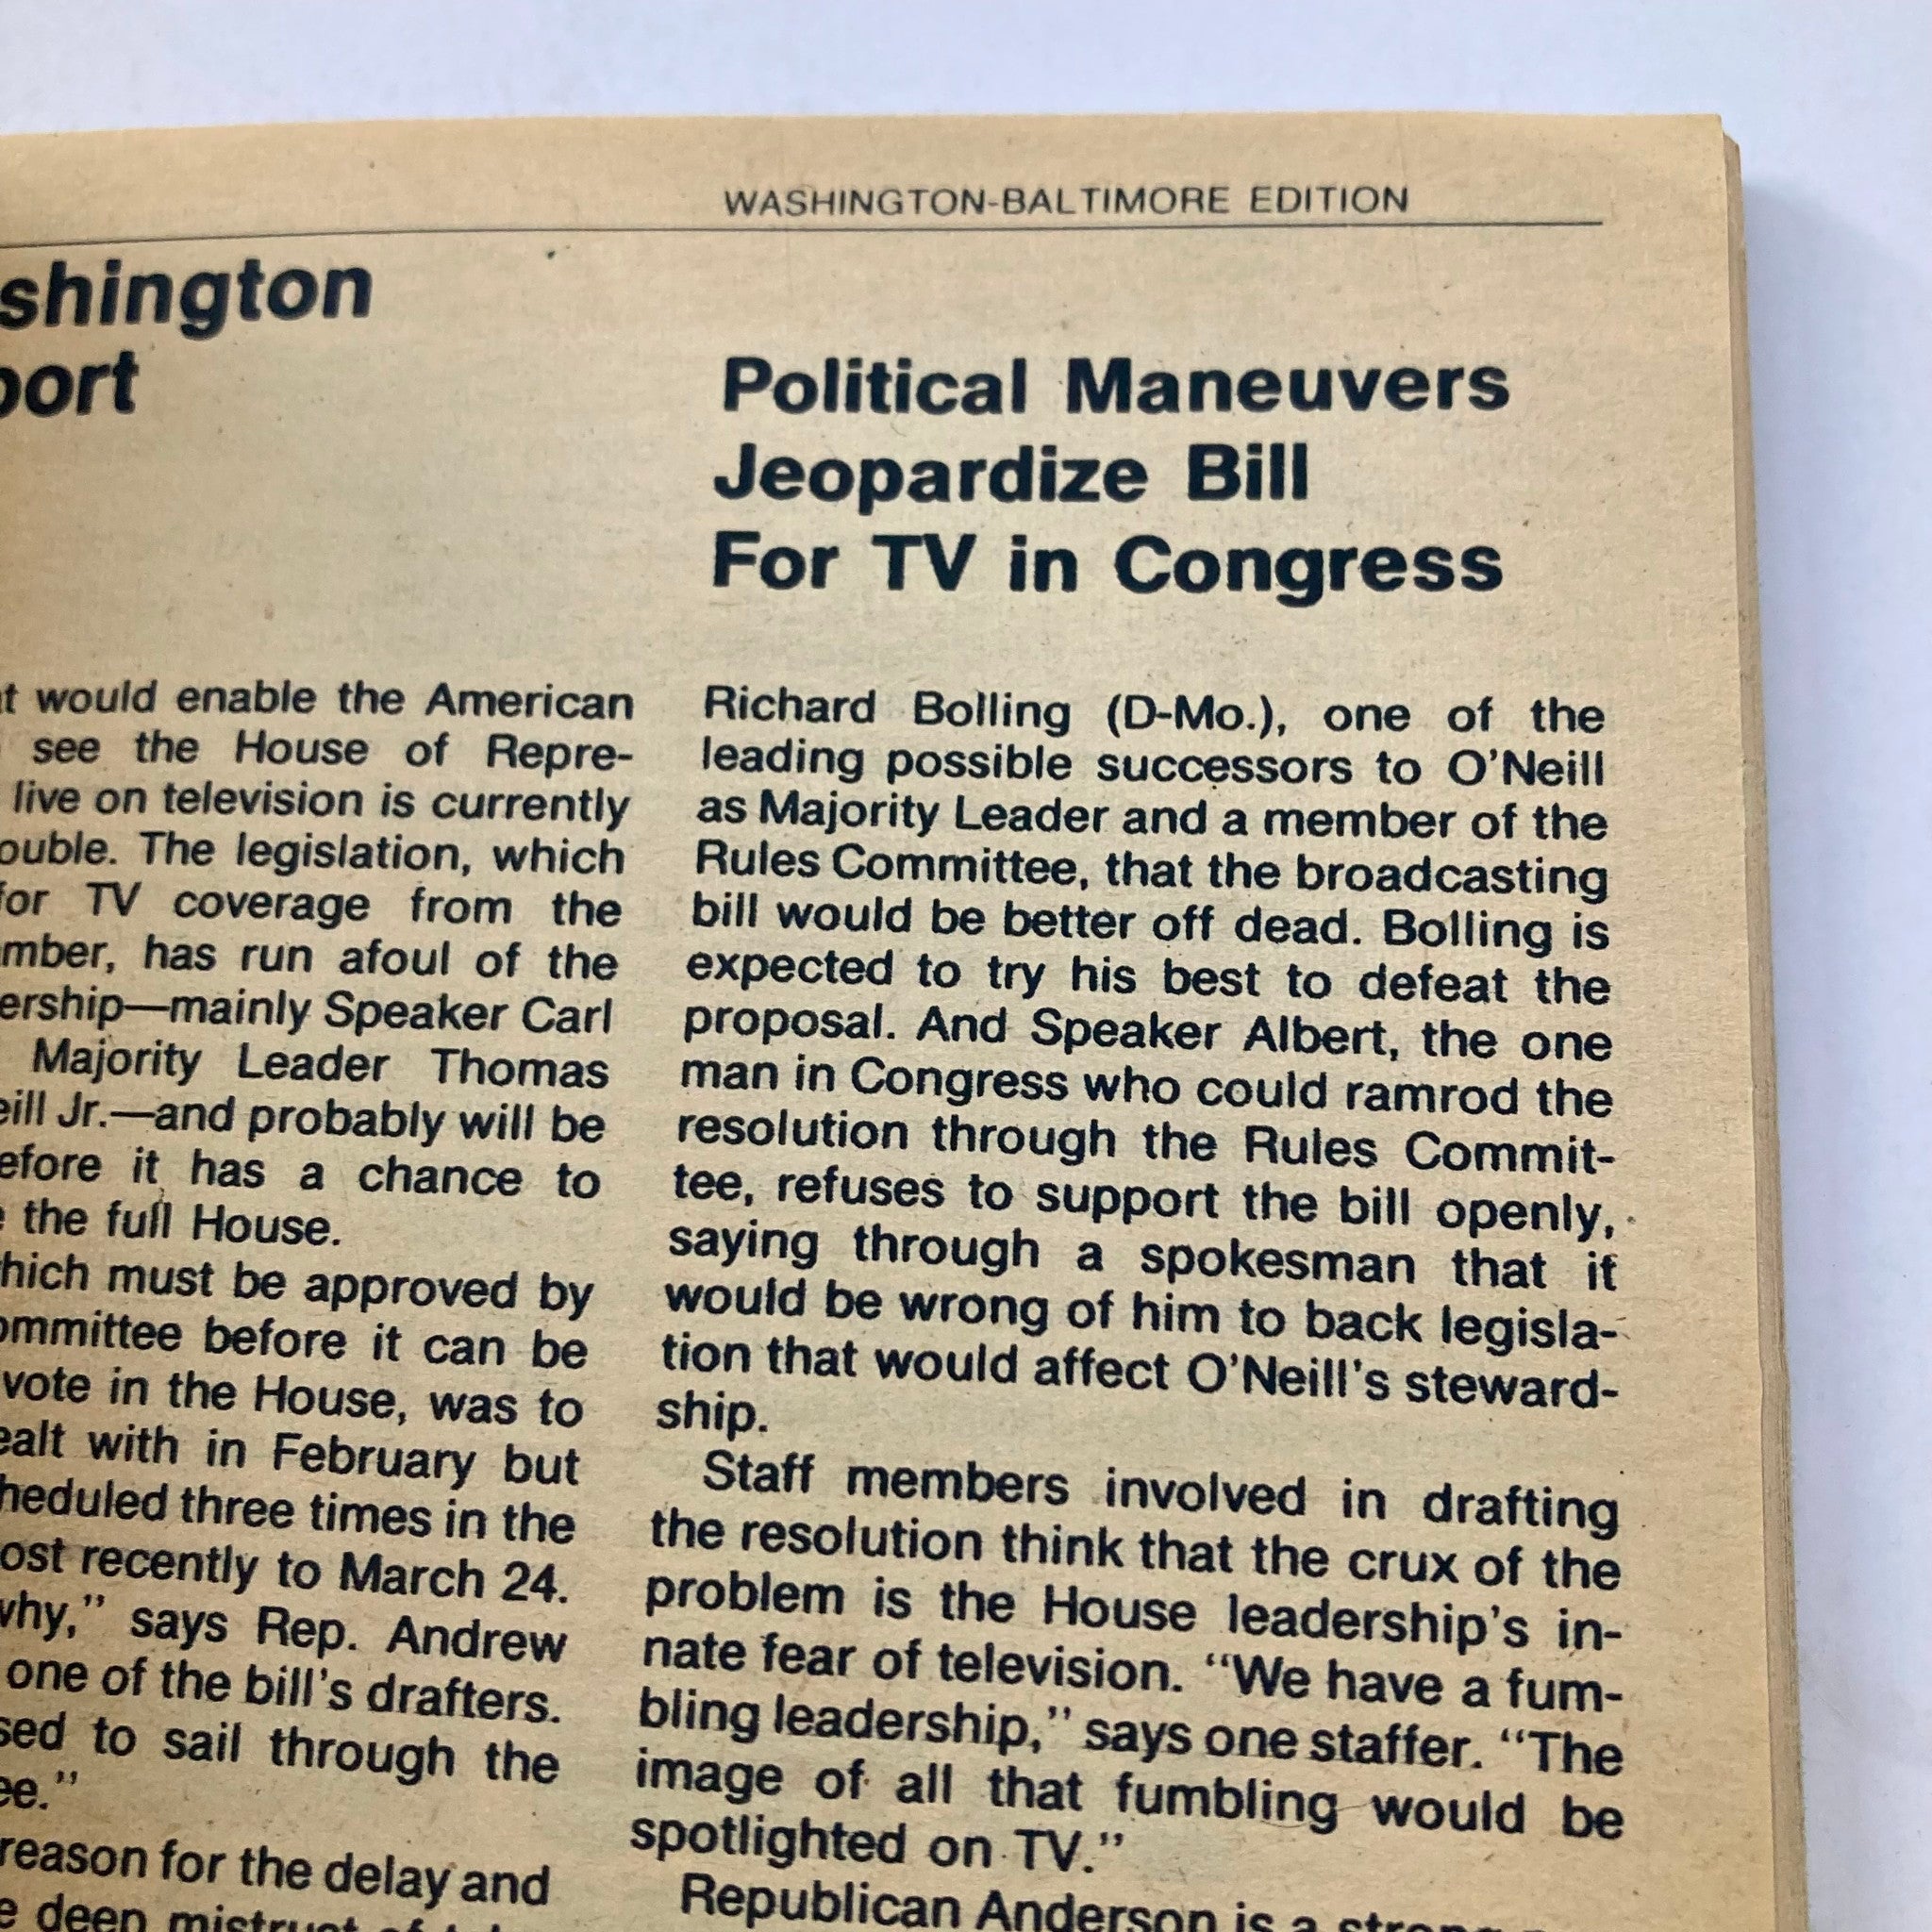 WASHINGTON-BALTIMORE EDITION
shington
port
Political Maneuvers
Jeopardize Bill
For TV in Congress
would enable the American
see the House of Repre-
live on television is currently
ouble. The legislation, which
for TV coverage from the
mber, has run afoul of the
ership—mainly Speaker Carl
Majority Leader Thomas
eill Jr.—and probably will be
efore it has a chance to
the full House.
hich must be approved by
ommittee before it can be
vote in the House, was to
ealt with in February but
heduled three times in the
ost recently to March 24.
why,” says Rep. Andrew
one of the bill’s drafters.
sed to sail through the
ee.”
reason for the delay and
deep mistrust of
Richard Bolling (D-Mo.), one of the
leading possible successors to O’Neill
as Majority Leader and a member of the
Rules Committee, that the broadcasting
bill would be better off dead. Bolling is
expected to try his best to defeat the
proposal. And Speaker Albert, the one
man in Congress who could ramrod the
resolution through the Rules Commit-
tee, refuses to support the bill openly,
saying through a spokesman that it
would be wrong of him to back legisla-
tion that would affect O’Neill’s steward-
ship.
Staff members involved in drafting
the resolution think that the crux of the
problem is the House leadership’s in-
nate fear of television. “We have a fum-
bling leadership,” says one staffer. “The
image of all that fumbling would be
spotlighted on TV.”
Republican Anderson is a strong